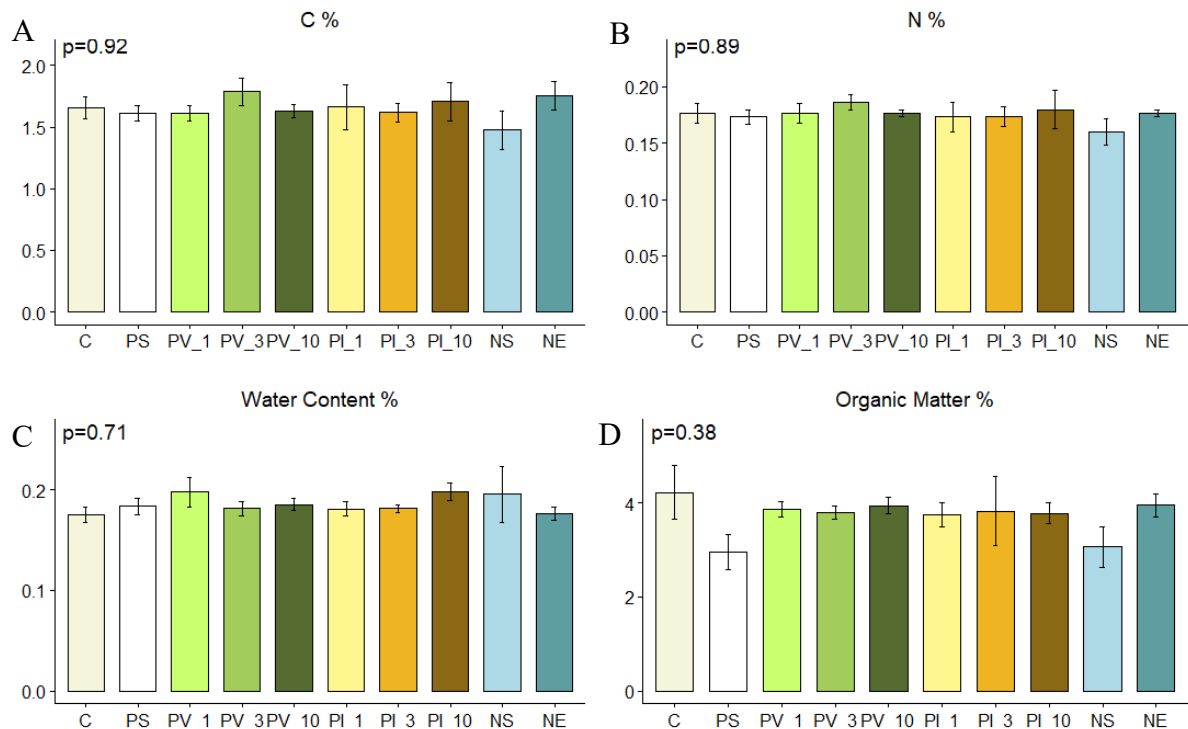 A
C %
p=0.92
2.0
1.5
1.0
0.5
0.0
C PS PV_1 PV_3 PV_10 PI_1 PI_3 PI_10 NS NE
B
N %
p=0.89
0.20
0.15
0.10
0.05
0.00
C PS PV_1 PV_3 PV_10 PI_1 PI_3 PI_10 NS NE
C
Water Content %
p=0.71
0.2
0.1
0.0
C PS PV 1 PV 3 PV 10 PI 1 PI 3 PI 10 NS NE
D
Organic Matter %
p=0.38
4
2
0
C PS PV 1 PV 3 PV 10 PI 1 PI 3 PI 10 NS NE